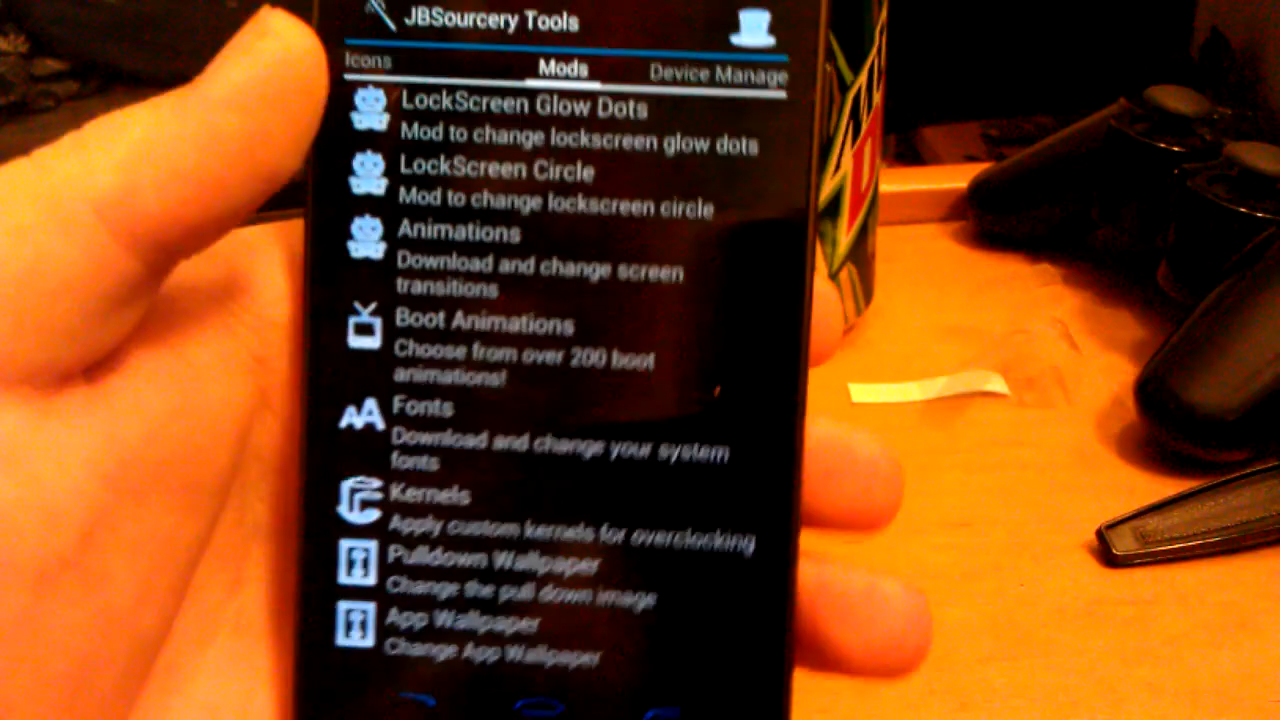 JBSourcery Tools
Icons Mods Device Manage
LockScreen Glow Dots
Mod to change lockscreen glow dots
LockScreen Circle
Mod to change lockscreen circle
Animations
Download and change screen
transitions
Boot Animations
Choose from over 200 boot
animations!
AA Fonts
Download and change your system
fonts
Kernels
Apply custom kernels for overclocking
Pulldown Wallpaper
Change the pull down image
App Wallpaper
Change App Wallpaper